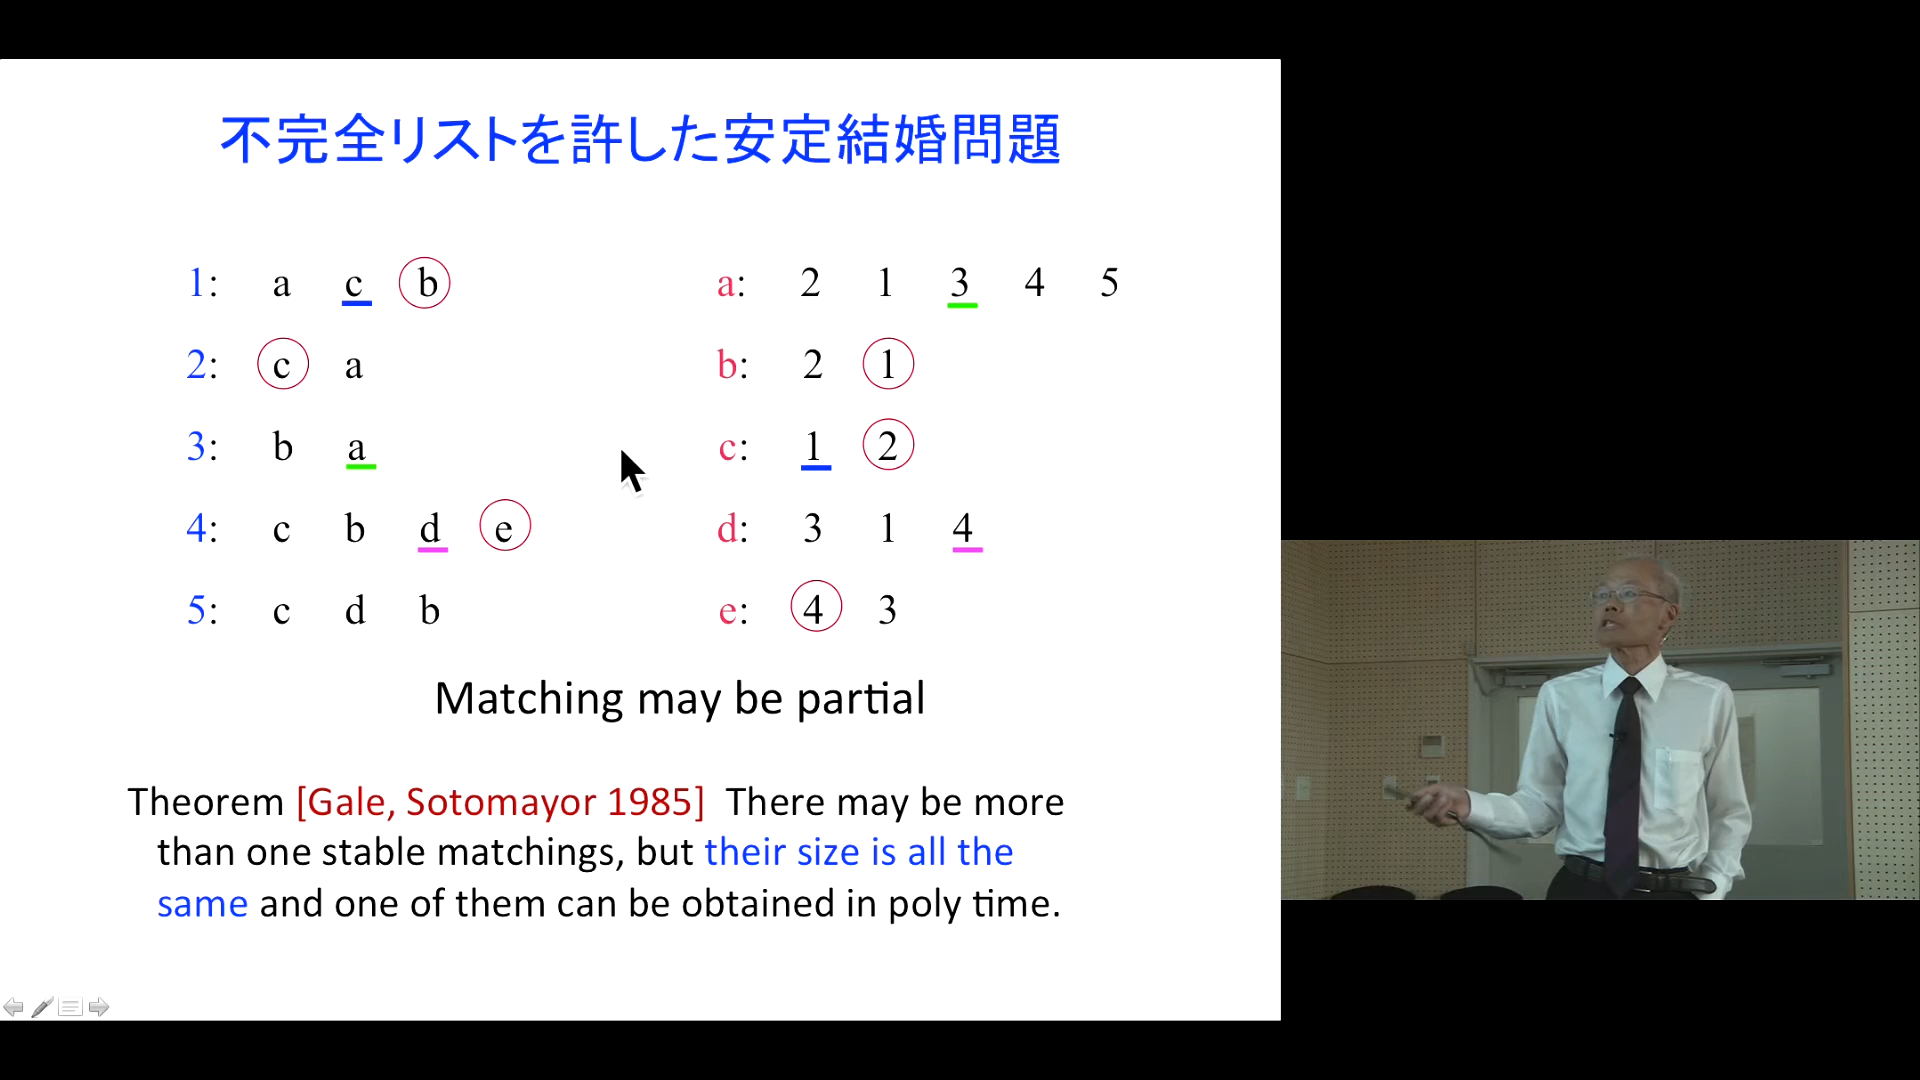 不完全リストを許した安定結婚問題
1: a c b a: 2 1 3 4 5
2: c a b: 2 1
3: b a c: 1 2
4: c b d e d: 3 1 4
5: c d b e: 4 3
Matching may be partial
Theorem [Gale, Sotomayor 1985] There may be more
than one stable matchings, but their size is all the
same and one of them can be obtained in poly time.